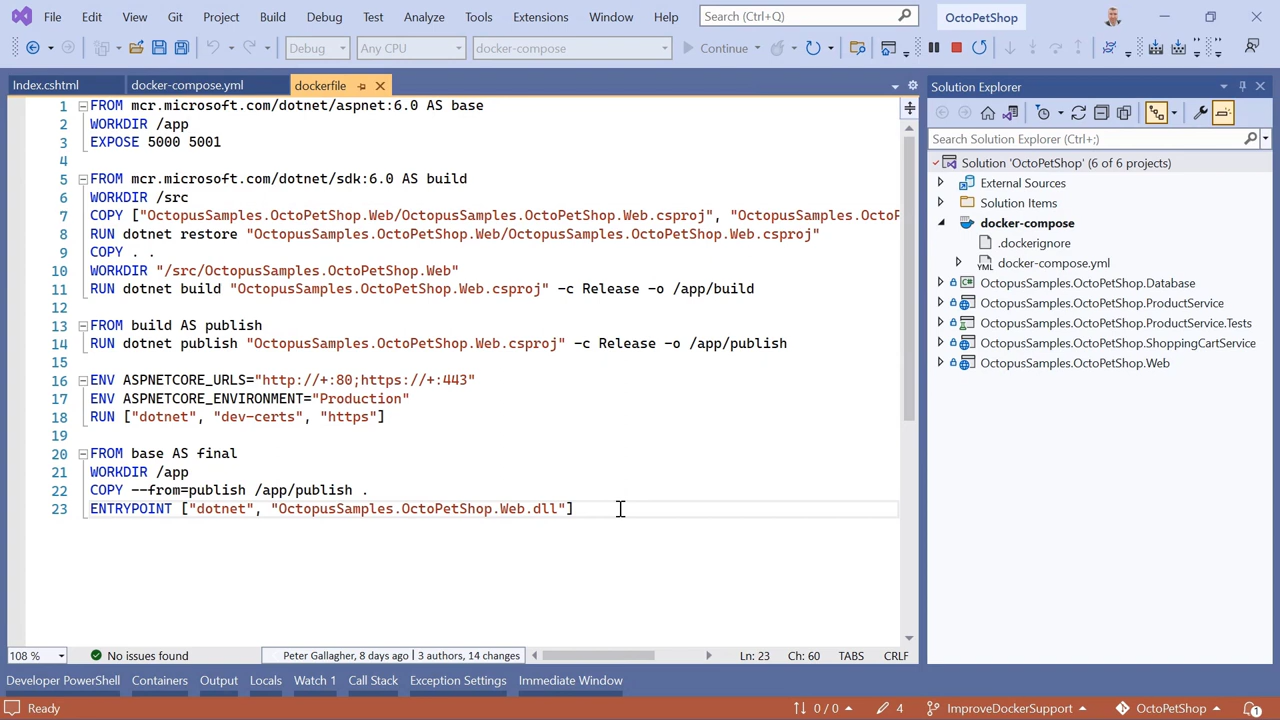 File Edit View Git Project Build Debug Test Analyze Tools Extensions Window Help Search (Ctrl+Q) OctoPetShop
Debug Any CPU docker-compose Continue
Index.cshtml docker-compose.yml dockerfile
1 FROM mcr.microsoft.com/dotnet/aspnet:6.0 AS base
2 WORKDIR /app
3 EXPOSE 5000 5001
4
5 FROM mcr.microsoft.com/dotnet/sdk:6.0 AS build
6 WORKDIR /src
7 COPY ["OctopusSamples.OctoPetShop.Web/OctopusSamples.OctoPetShop.Web.csproj", "OctopusSamples.OctoP
8 RUN dotnet restore "OctopusSamples.OctoPetShop.Web/OctopusSamples.OctoPetShop.Web.csproj"
9 COPY . .
10 WORKDIR "/src/OctopusSamples.OctoPetShop.Web"
11 RUN dotnet build "OctopusSamples.OctoPetShop.Web.csproj" -c Release -o /app/build
12
13 FROM build AS publish
14 RUN dotnet publish "OctopusSamples.OctoPetShop.Web.csproj" -c Release -o /app/publish
15
16 ENV ASPNETCORE_URLS="http://+:80;https://+:443"
17 ENV ASPNETCORE_ENVIRONMENT="Production"
18 RUN ["dotnet", "dev-certs", "https"]
19
20 FROM base AS final
21 WORKDIR /app
22 COPY --from=publish /app/publish .
23 ENTRYPOINT ["dotnet", "OctopusSamples.OctoPetShop.Web.dll"]
108 % No issues found Peter Gallagher, 8 days ago | 3 authors, 14 changes Ln: 23 Ch: 60 TABS CRLF
Solution Explorer
Search Solution Explorer (Ctrl+;)
Solution 'OctoPetShop' (6 of 6 projects)
External Sources
Solution Items
docker-compose
.dockerignore
YML docker-compose.yml
OctopusSamples.OctoPetShop.Database
OctopusSamples.OctoPetShop.ProductService
OctopusSamples.OctoPetShop.ProductService.Tests
OctopusSamples.OctoPetShop.ShoppingCartService
OctopusSamples.OctoPetShop.Web
Developer PowerShell Containers Output Locals Watch 1 Call Stack Exception Settings Immediate Window
Ready 0 / 0 4 ImproveDockerSupport OctoPetShop 1